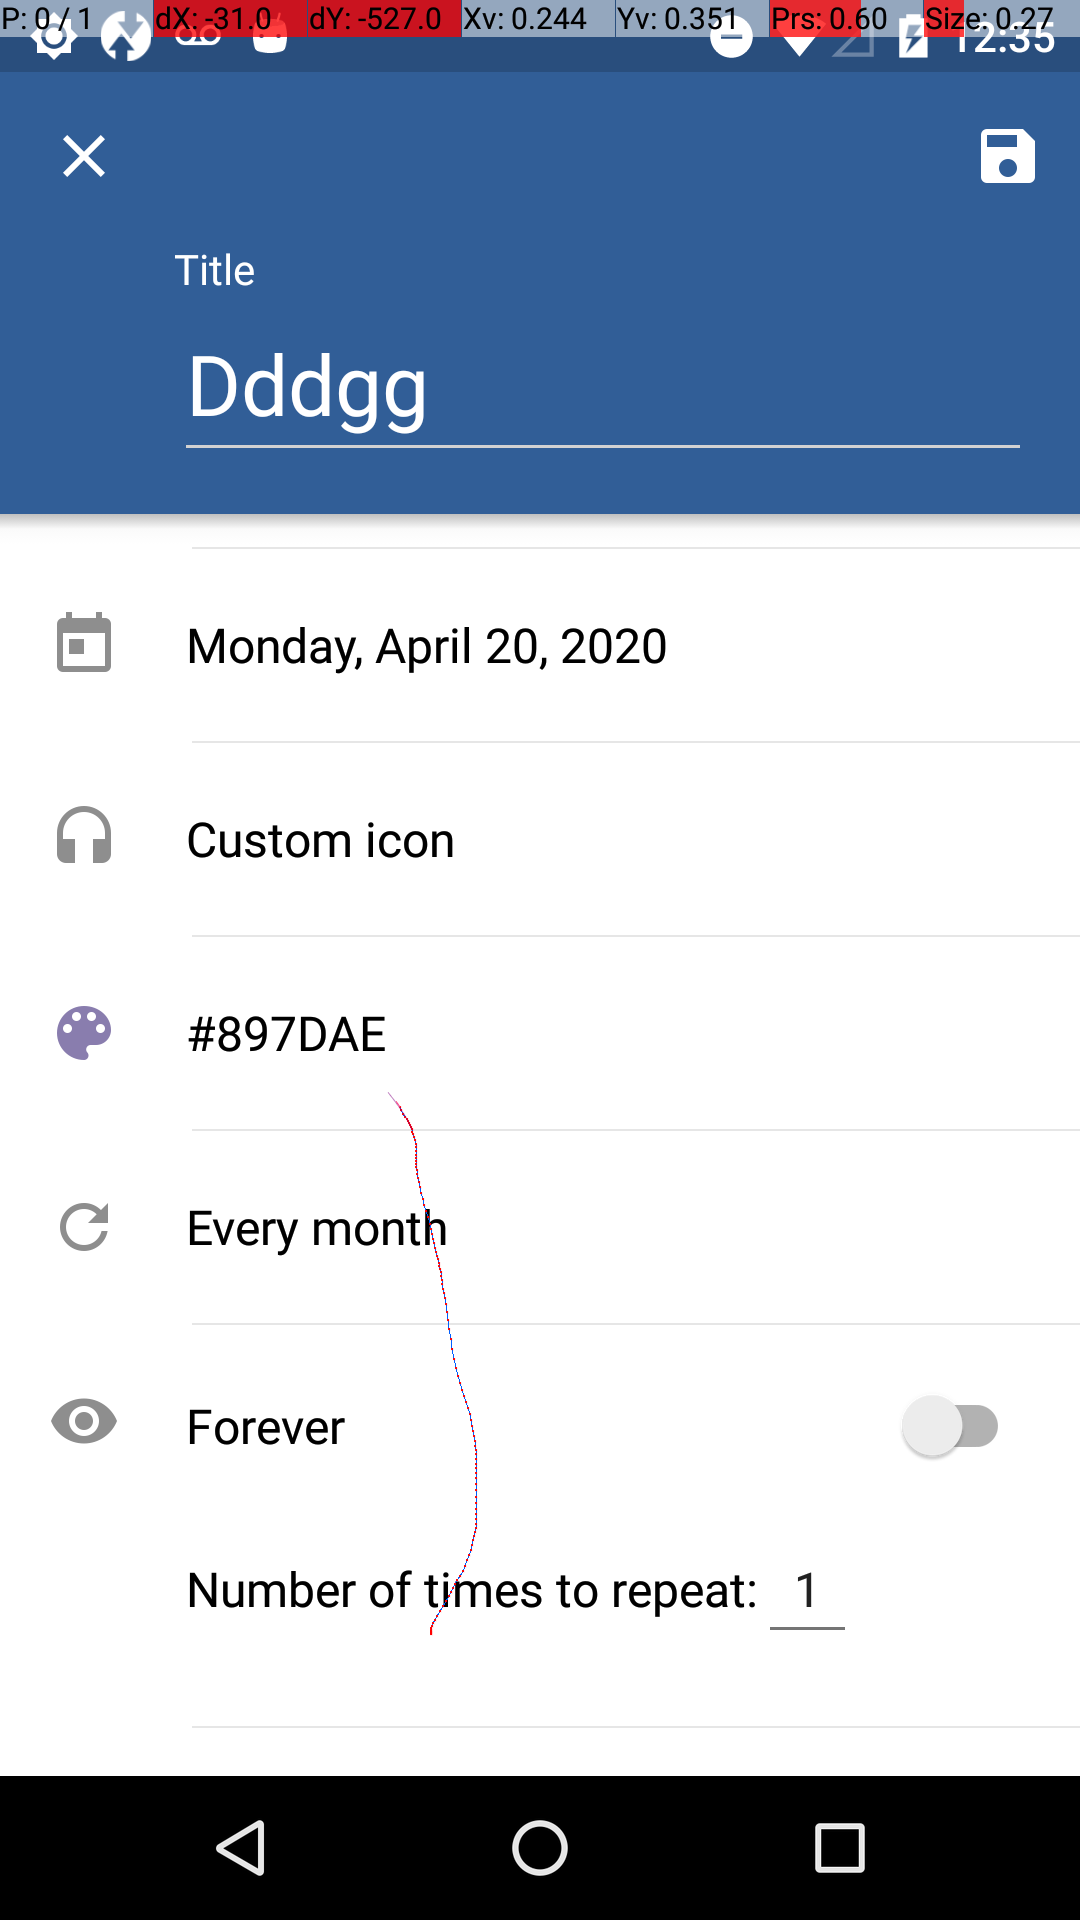 P: 0 / 1 dX: -31.0 dY: -527.0 Xv: 0.244 Yv: 0.351 Prs: 0.60 Size: 0.27
12:35
Title
Dddgg
Monday, April 20, 2020
Custom icon
#897DAE
Every month
Forever
Number of times to repeat: 1